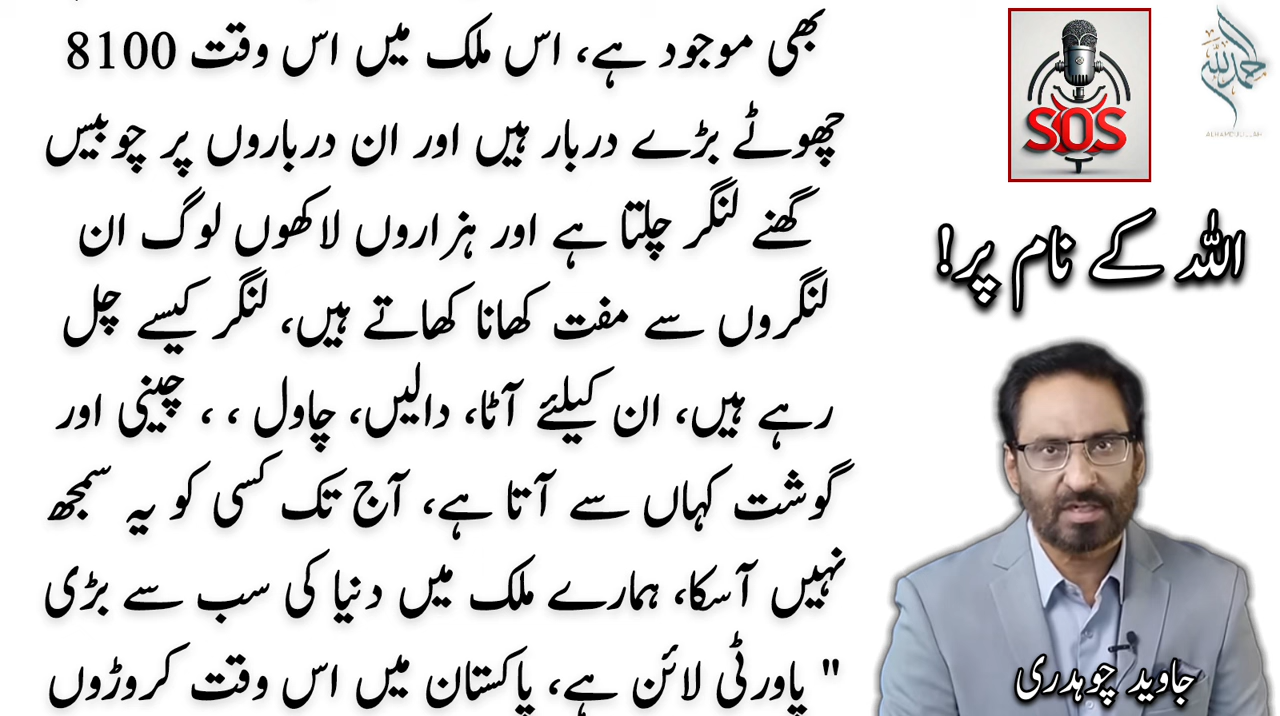 بھی موجود ہے، اس ملک میں اس وقت 8100
چھوٹے بڑے دربار ہیں اور ان درباروں پر چوبیس
گھنے لنگر چلتا ہے اور ہزاروں لاکھوں لوگ ان
لنگروں سے مفت کھانا کھاتے ہیں، لنگر کیسے چل
رہے ہیں، ان کیلئے آٹا، دالیں، چاول ، ، چینی اور
گوشت کہاں سے آتا ہے، آج تک کسی کو یہ سمجھ
نہیں آسکا، ہمارے ملک میں دنیا کی سب سے بڑی
" پاورٹی لائن ہے، پاکستان میں اس وقت کروڑوں
SOS
الحمدللہ
ALHAMDULILLAH
اللہ کے نام پر!
جاوید چوہدری